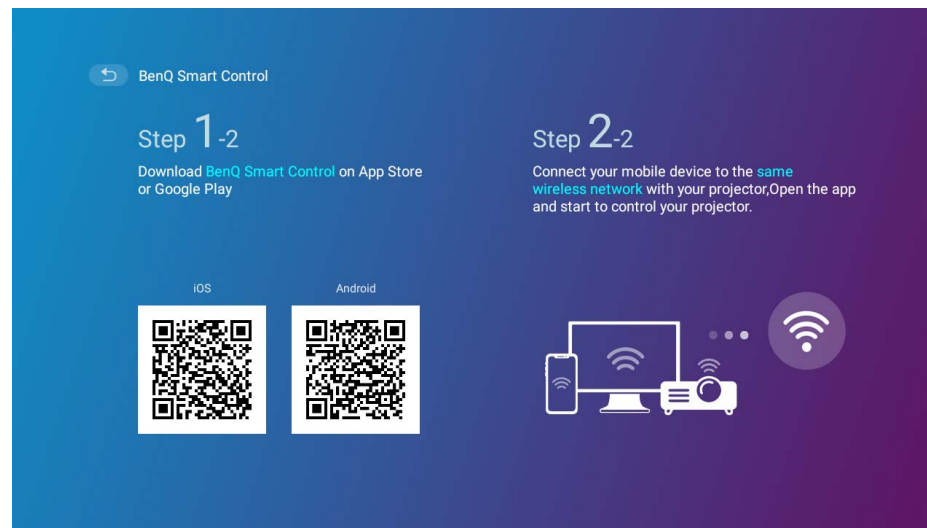 BenQ Smart Control
Step 1-2
Download BenQ Smart Control on App Store
or Google Play
iOS
Android
Step 2-2
Connect your mobile device to the same
wireless network with your projector,Open the app
and start to control your projector.